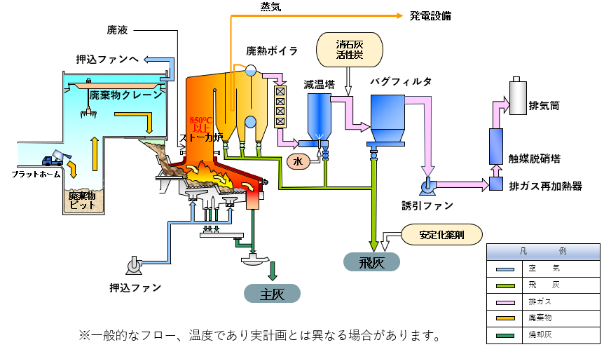 蒸気
発電設備
廃液
押込ファンへ
廃棄物クレーン
廃熱ボイラ
消石灰
活性炭
減温塔
バグフィルタ
排気筒
850℃
以上
ストーカ炉
水
触媒脱硝塔
プラットホーム
廃棄物
ピット
排ガス再加熱器
誘引ファン
安定化薬剤
飛灰
押込ファン
主灰
凡 例
空 気
飛 灰
排ガス
廃棄物
焼却灰
※一般的なフロー、温度であり実計画とは異なる場合があります。